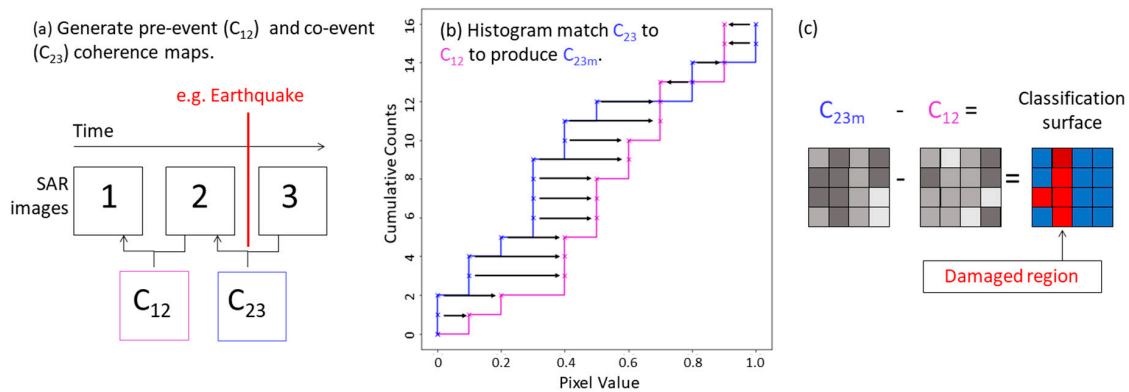 (a) Generate pre-event (C12) and co-event
(C23) coherence maps.
e.g. Earthquake
Time
SAR
images
1
2
3
C12
C23
(b) Histogram match C23 to
C12 to produce C23m.
Cumulative Counts
16
14
12
10
8
6
4
2
0
0
0.2
0.4
0.6
0.8
1.0
Pixel Value
(c)
C23m - C12 =
Classification
surface
- =
Damaged region